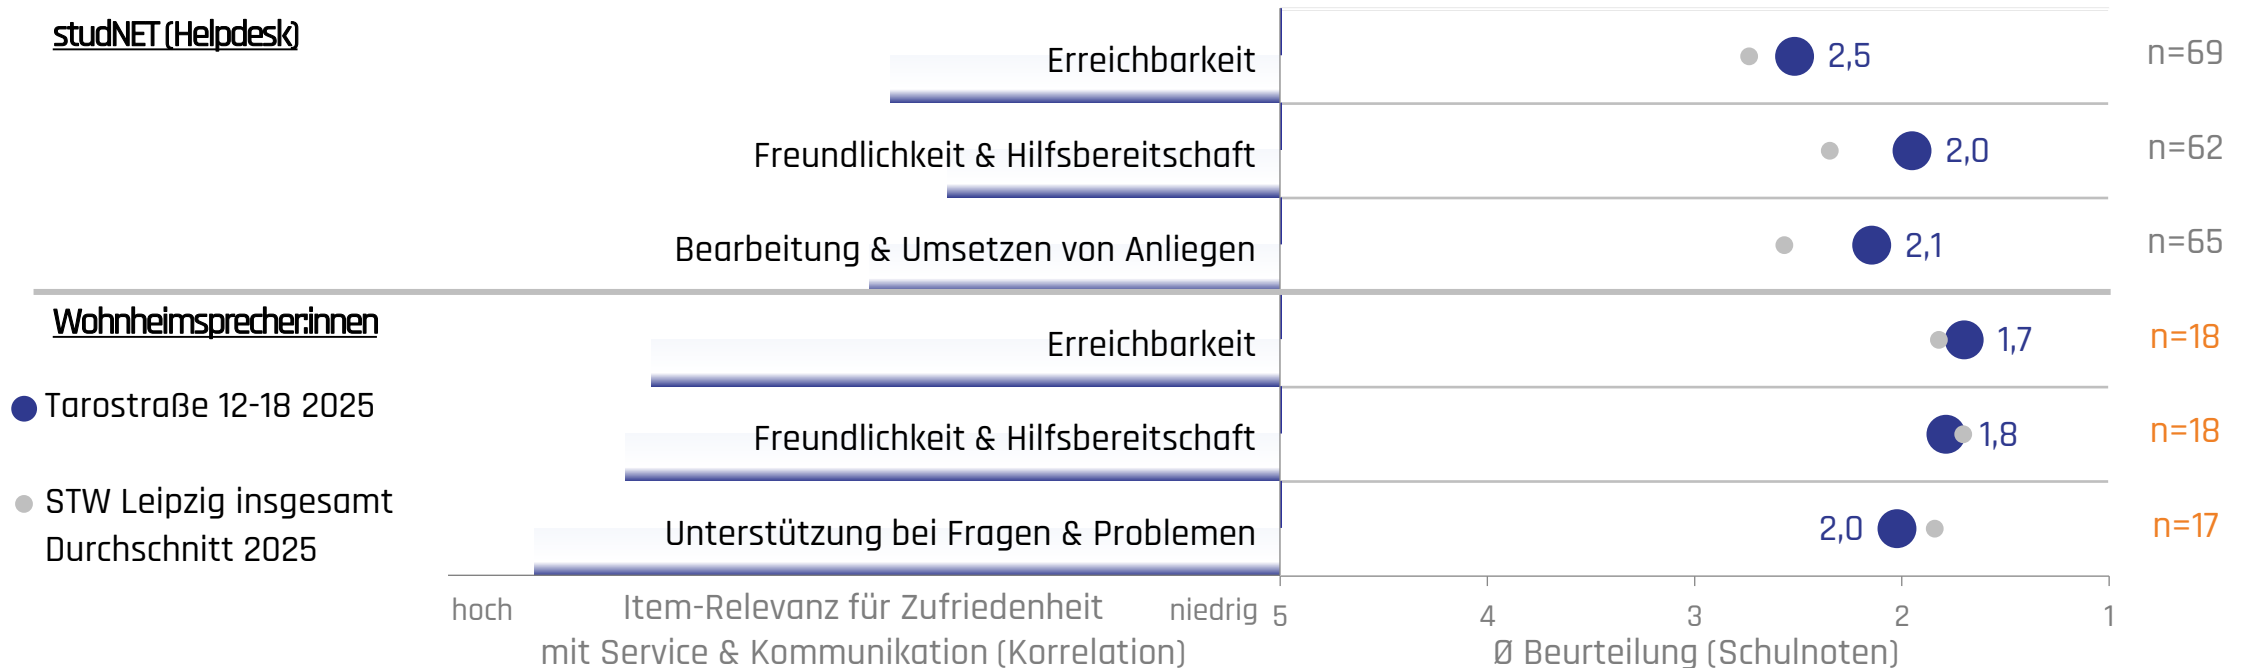 studNET (Helpdesk)
Erreichbarkeit 2,5 n=69
Freundlichkeit & Hilfsbereitschaft 2,0 n=62
Bearbeitung & Umsetzen von Anliegen 2,1 n=65
Wohnheimsprecher:innen
Erreichbarkeit 1,7 n=18
Tarostraße 12-18 2025
Freundlichkeit & Hilfsbereitschaft 1,8 n=18
STW Leipzig insgesamt
Durchschnitt 2025
Unterstützung bei Fragen & Problemen 2,0 n=17
hoch Item-Relevanz für Zufriedenheit niedrig 5 4 3 2 1
mit Service & Kommunikation (Korrelation) Ø Beurteilung (Schulnoten)